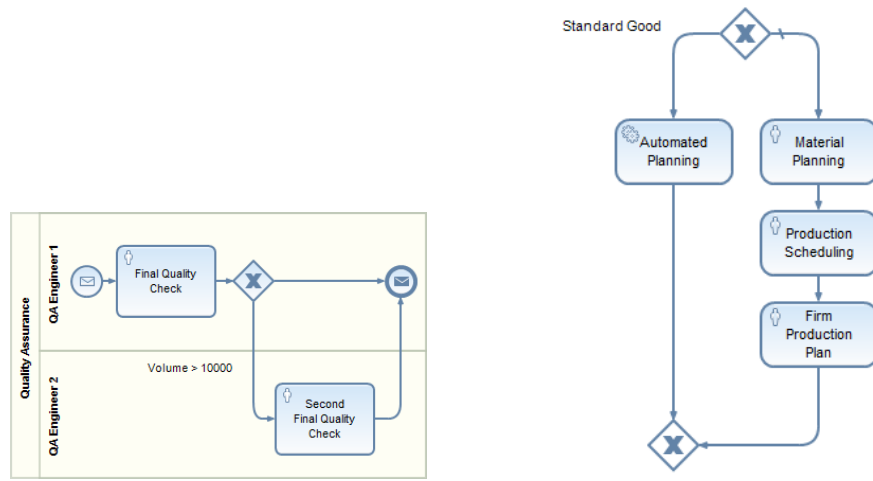 Standard Good
Automated
Planning
Material
Planning
Production
Scheduling
Firm
Production
Plan
Quality Assurance
QA Engineer 1
Final Quality
Check
QA Engineer 2
Volume > 10000
Second
Final Quality
Check